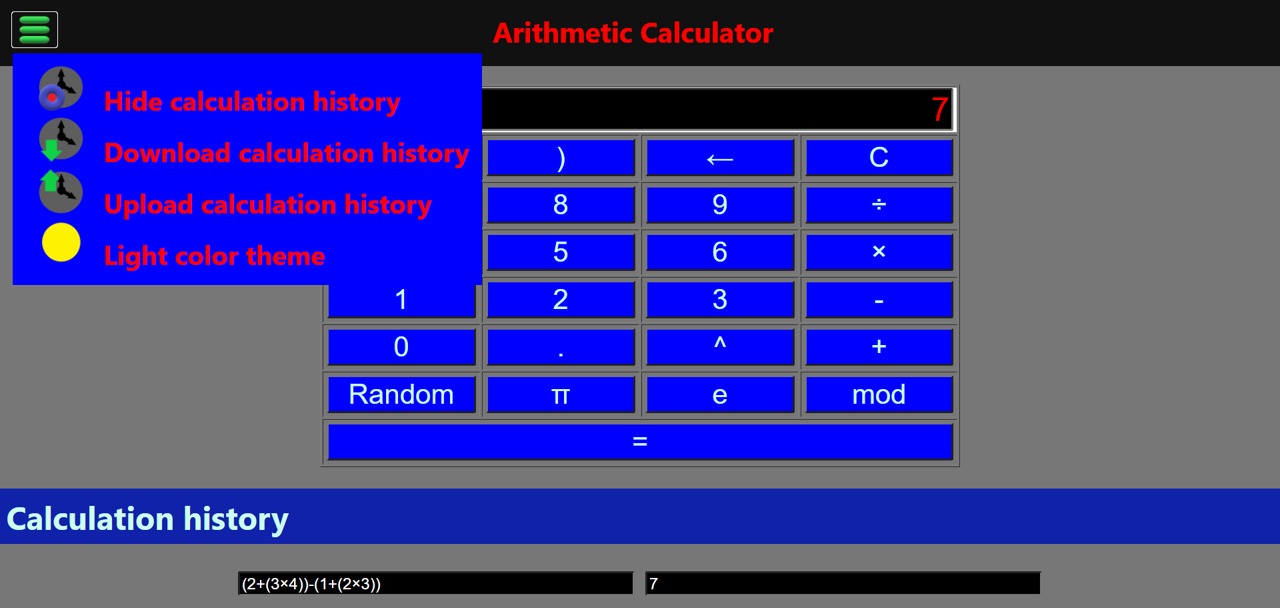 Arithmetic Calculator
Hide calculation history
Download calculation history
Upload calculation history
Light color theme
7
) ← C
8 9 ÷
5 6 ×
1 2 3 -
0 . ^ +
Random π e mod
=
Calculation history
(2+(3×4))-(1+(2×3)) 7